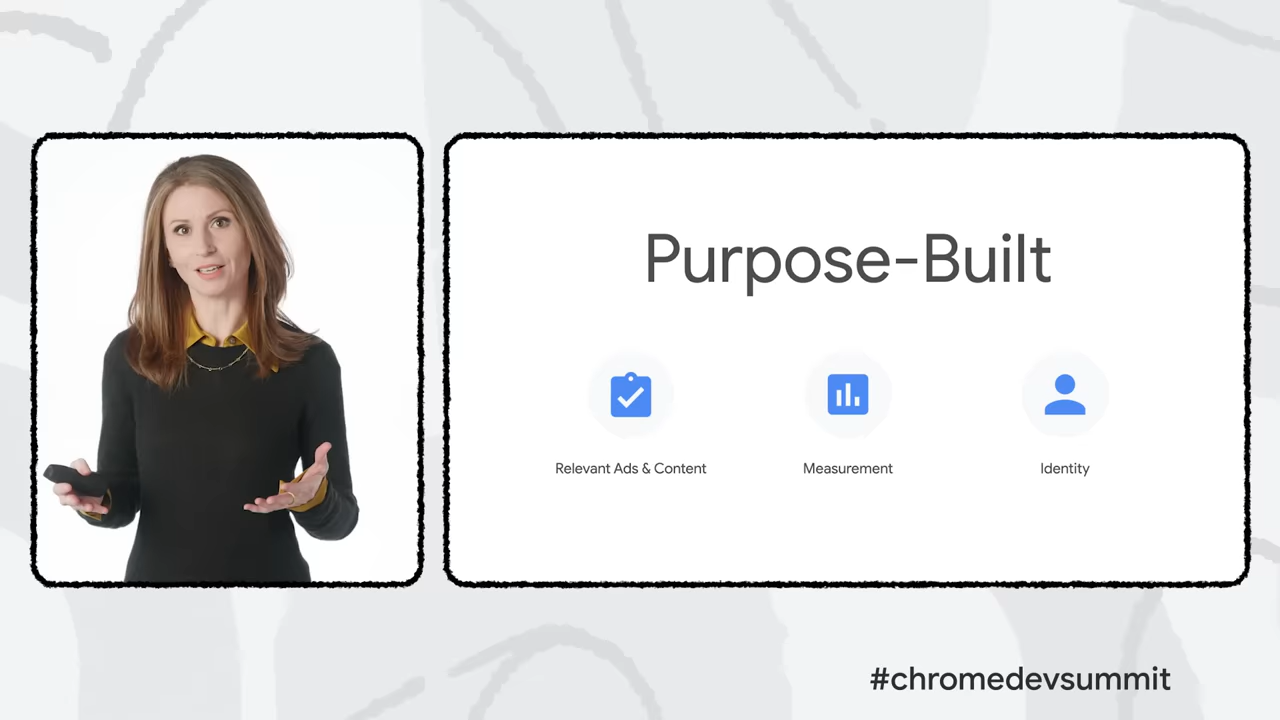 Purpose-Built
Relevant Ads & Content
Measurement
Identity
#chromedevsummit